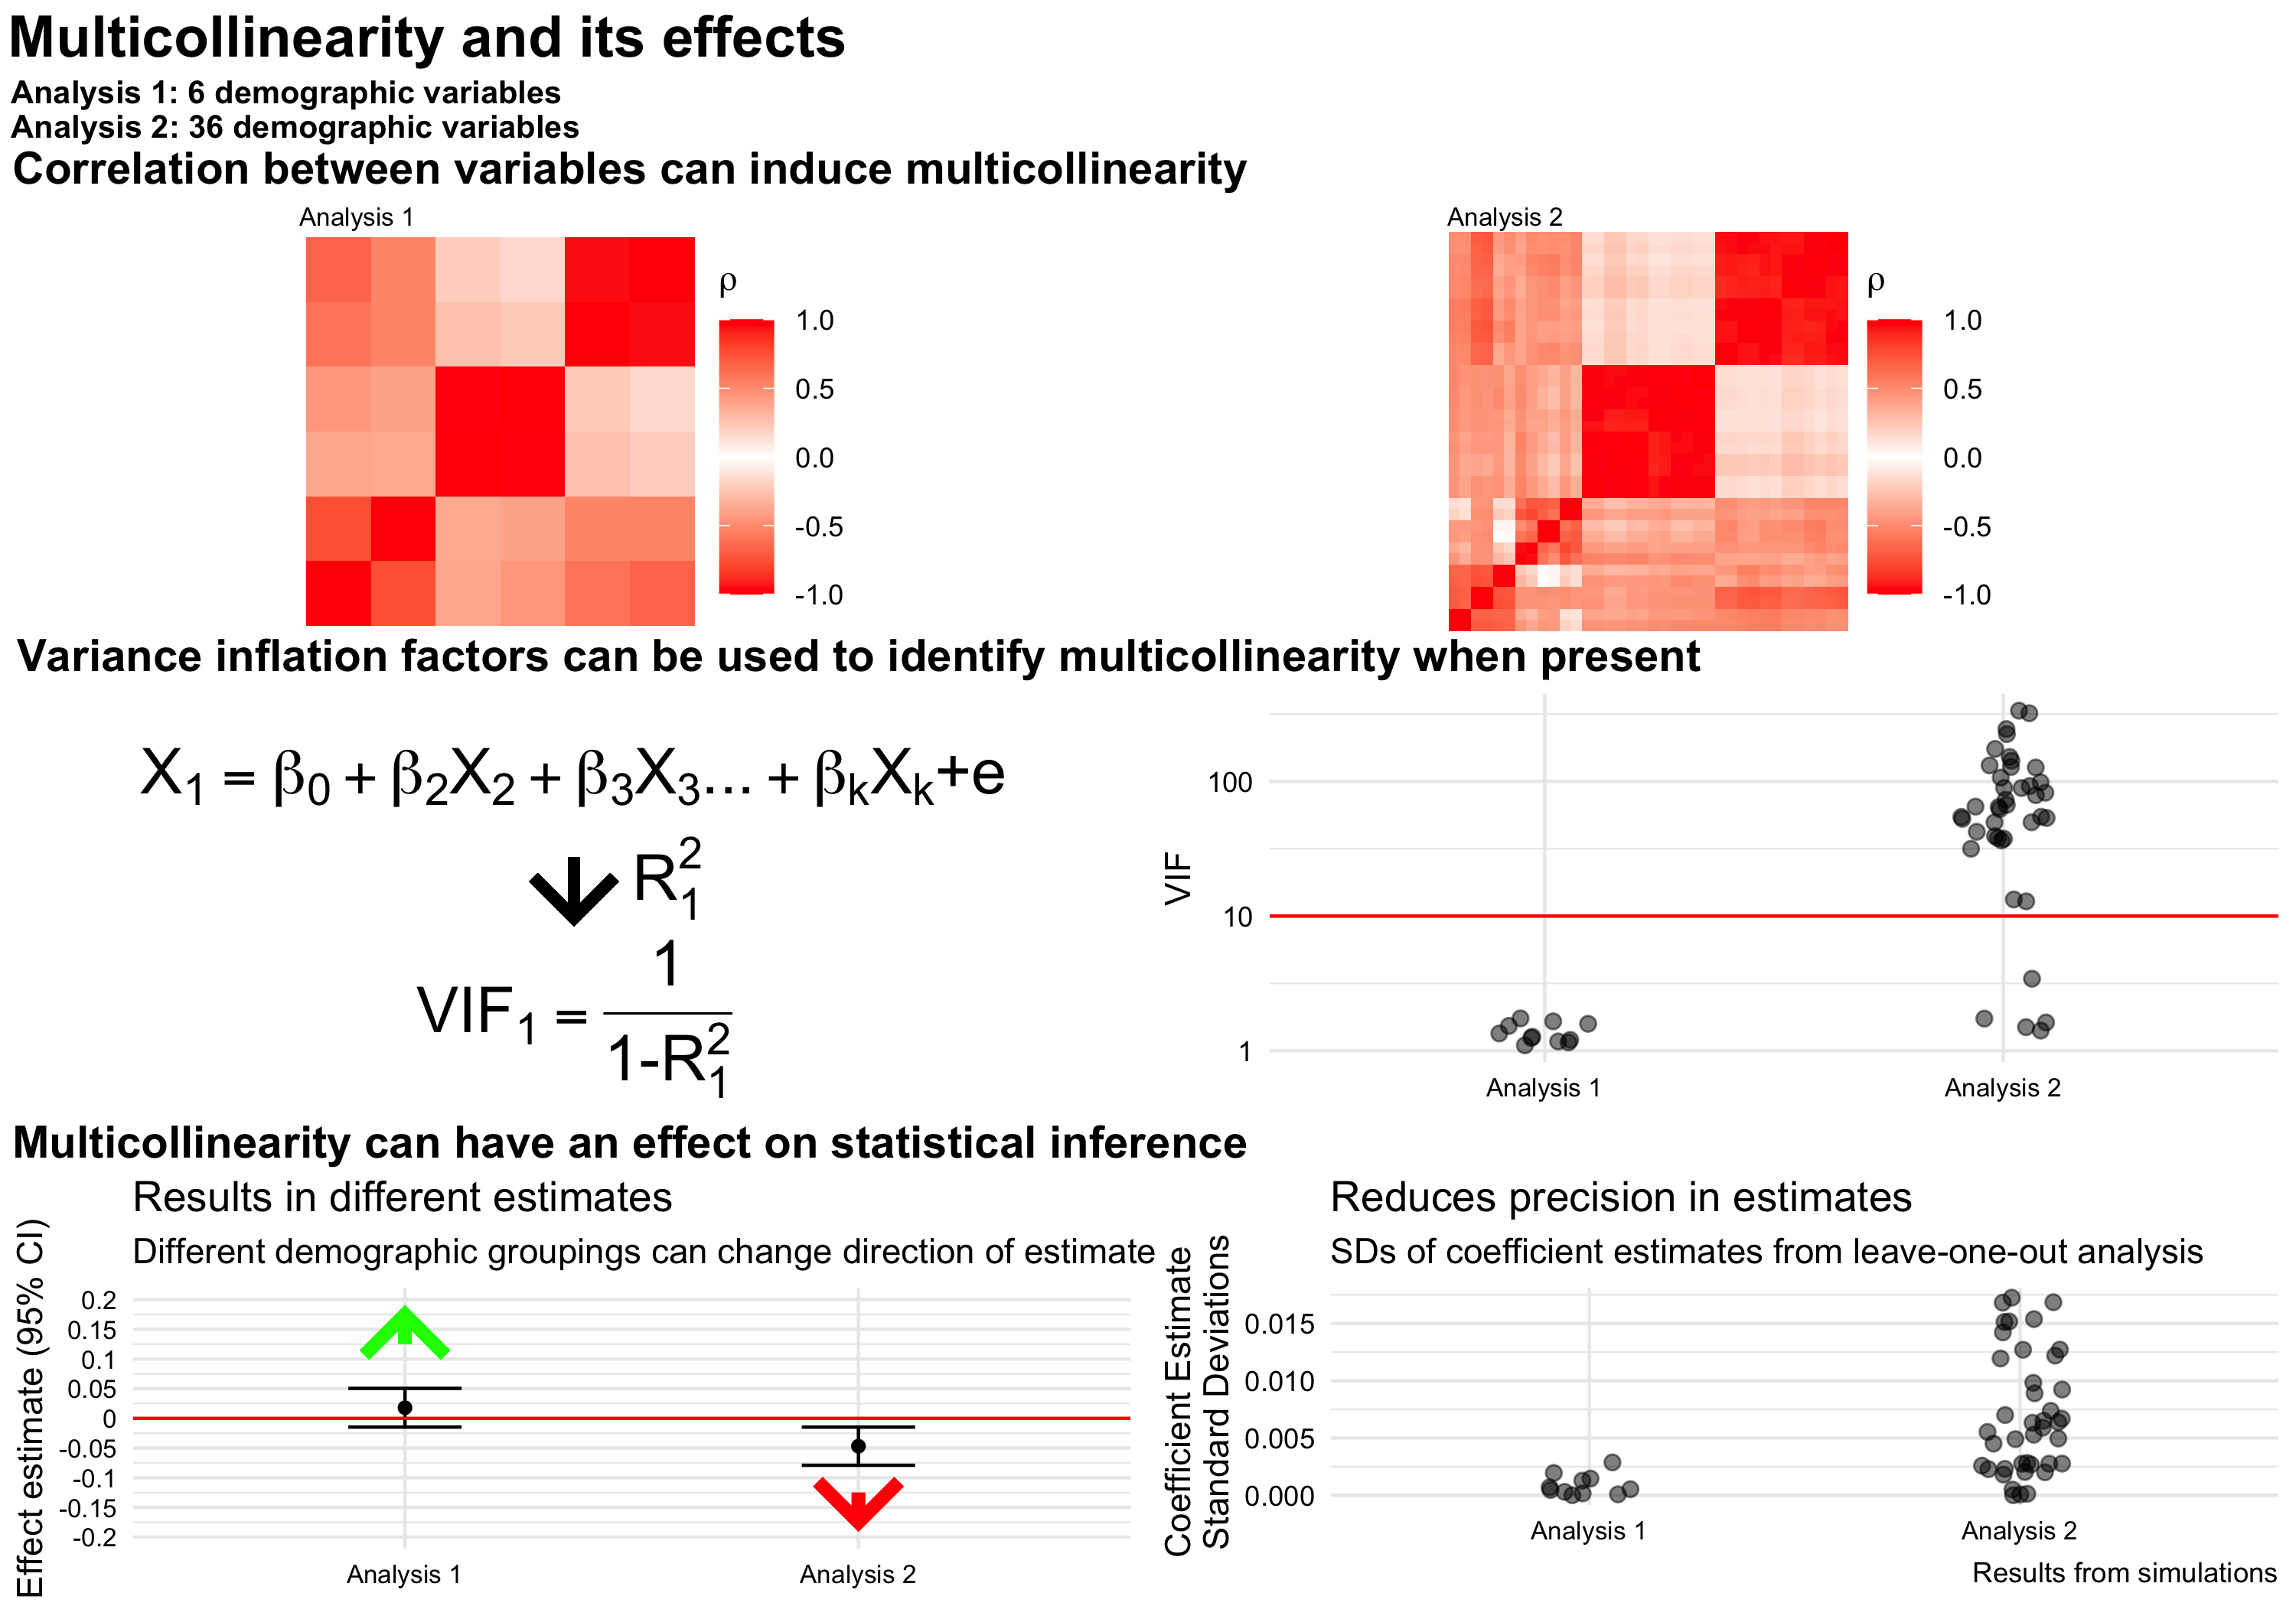 Multicollinearity and its effects
Analysis 1: 6 demographic variables
Analysis 2: 36 demographic variables
Correlation between variables can induce multicollinearity
Analysis 1
ρ
1.0
0.5
0.0
-0.5
-1.0
Analysis 2
ρ
1.0
0.5
0.0
-0.5
-1.0
Variance inflation factors can be used to identify multicollinearity when present
X₁ = β₀ + β₂X₂ + β₃X₃... + βₖXₖ+e
R₁²
VIF₁ = 1 / 1-R₁²
VIF
100
10
1
Analysis 1
Analysis 2
Multicollinearity can have an effect on statistical inference
Results in different estimates
Different demographic groupings can change direction of estimate
Effect estimate (95% CI)
0.2
0.15
0.1
0.05
0
-0.05
-0.1
-0.15
-0.2
Analysis 1
Analysis 2
Reduces precision in estimates
SDs of coefficient estimates from leave-one-out analysis
Coefficient Estimate
Standard Deviations
0.015
0.010
0.005
0.000
Analysis 1
Analysis 2
Results from simulations